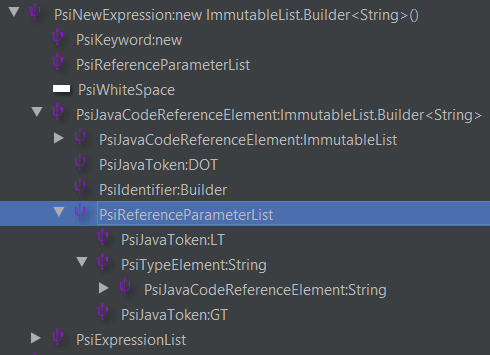 PsiNewExpression:new ImmutableList.Builder<String>()
PsiKeyword:new
PsiReferenceParameterList
PsiWhiteSpace
PsiJavaCodeReferenceElement:ImmutableList.Builder<String>
PsiJavaCodeReferenceElement:ImmutableList
PsiJavaToken:DOT
PsiIdentifier:Builder
PsiReferenceParameterList
PsiJavaToken:LT
PsiTypeElement:String
PsiJavaCodeReferenceElement:String
PsiJavaToken:GT
PsiExpressionList